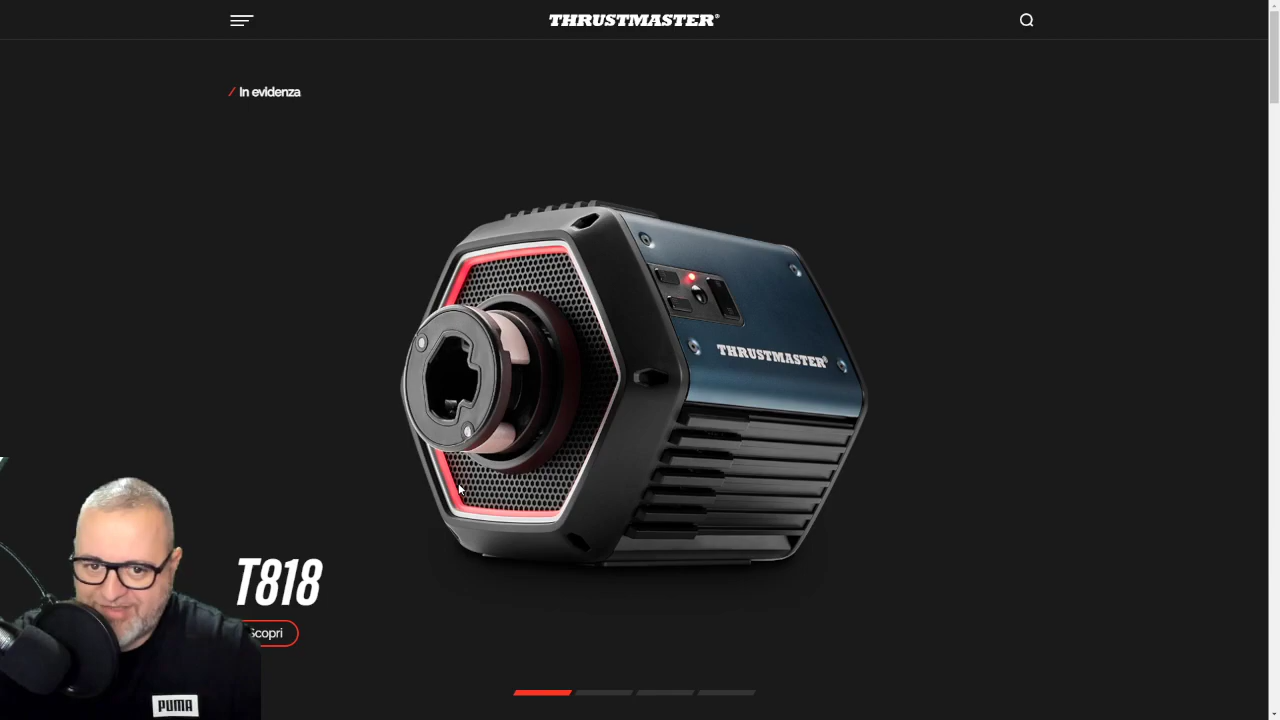 THRUSTMASTER®
/ In evidenza
THRUSTMASTER®
T818
Scopri
PUMA